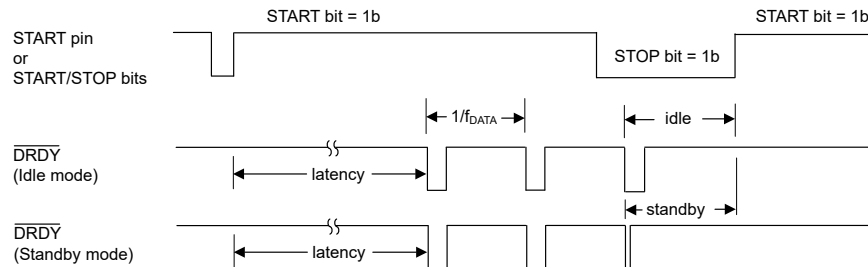 START bit = 1b
START bit = 1b
START pin
or
START/STOP bits
STOP bit = 1b
1/fDATA
idle
DRDY
(Idle mode)
latency
standby
DRDY
(Standby mode)
latency